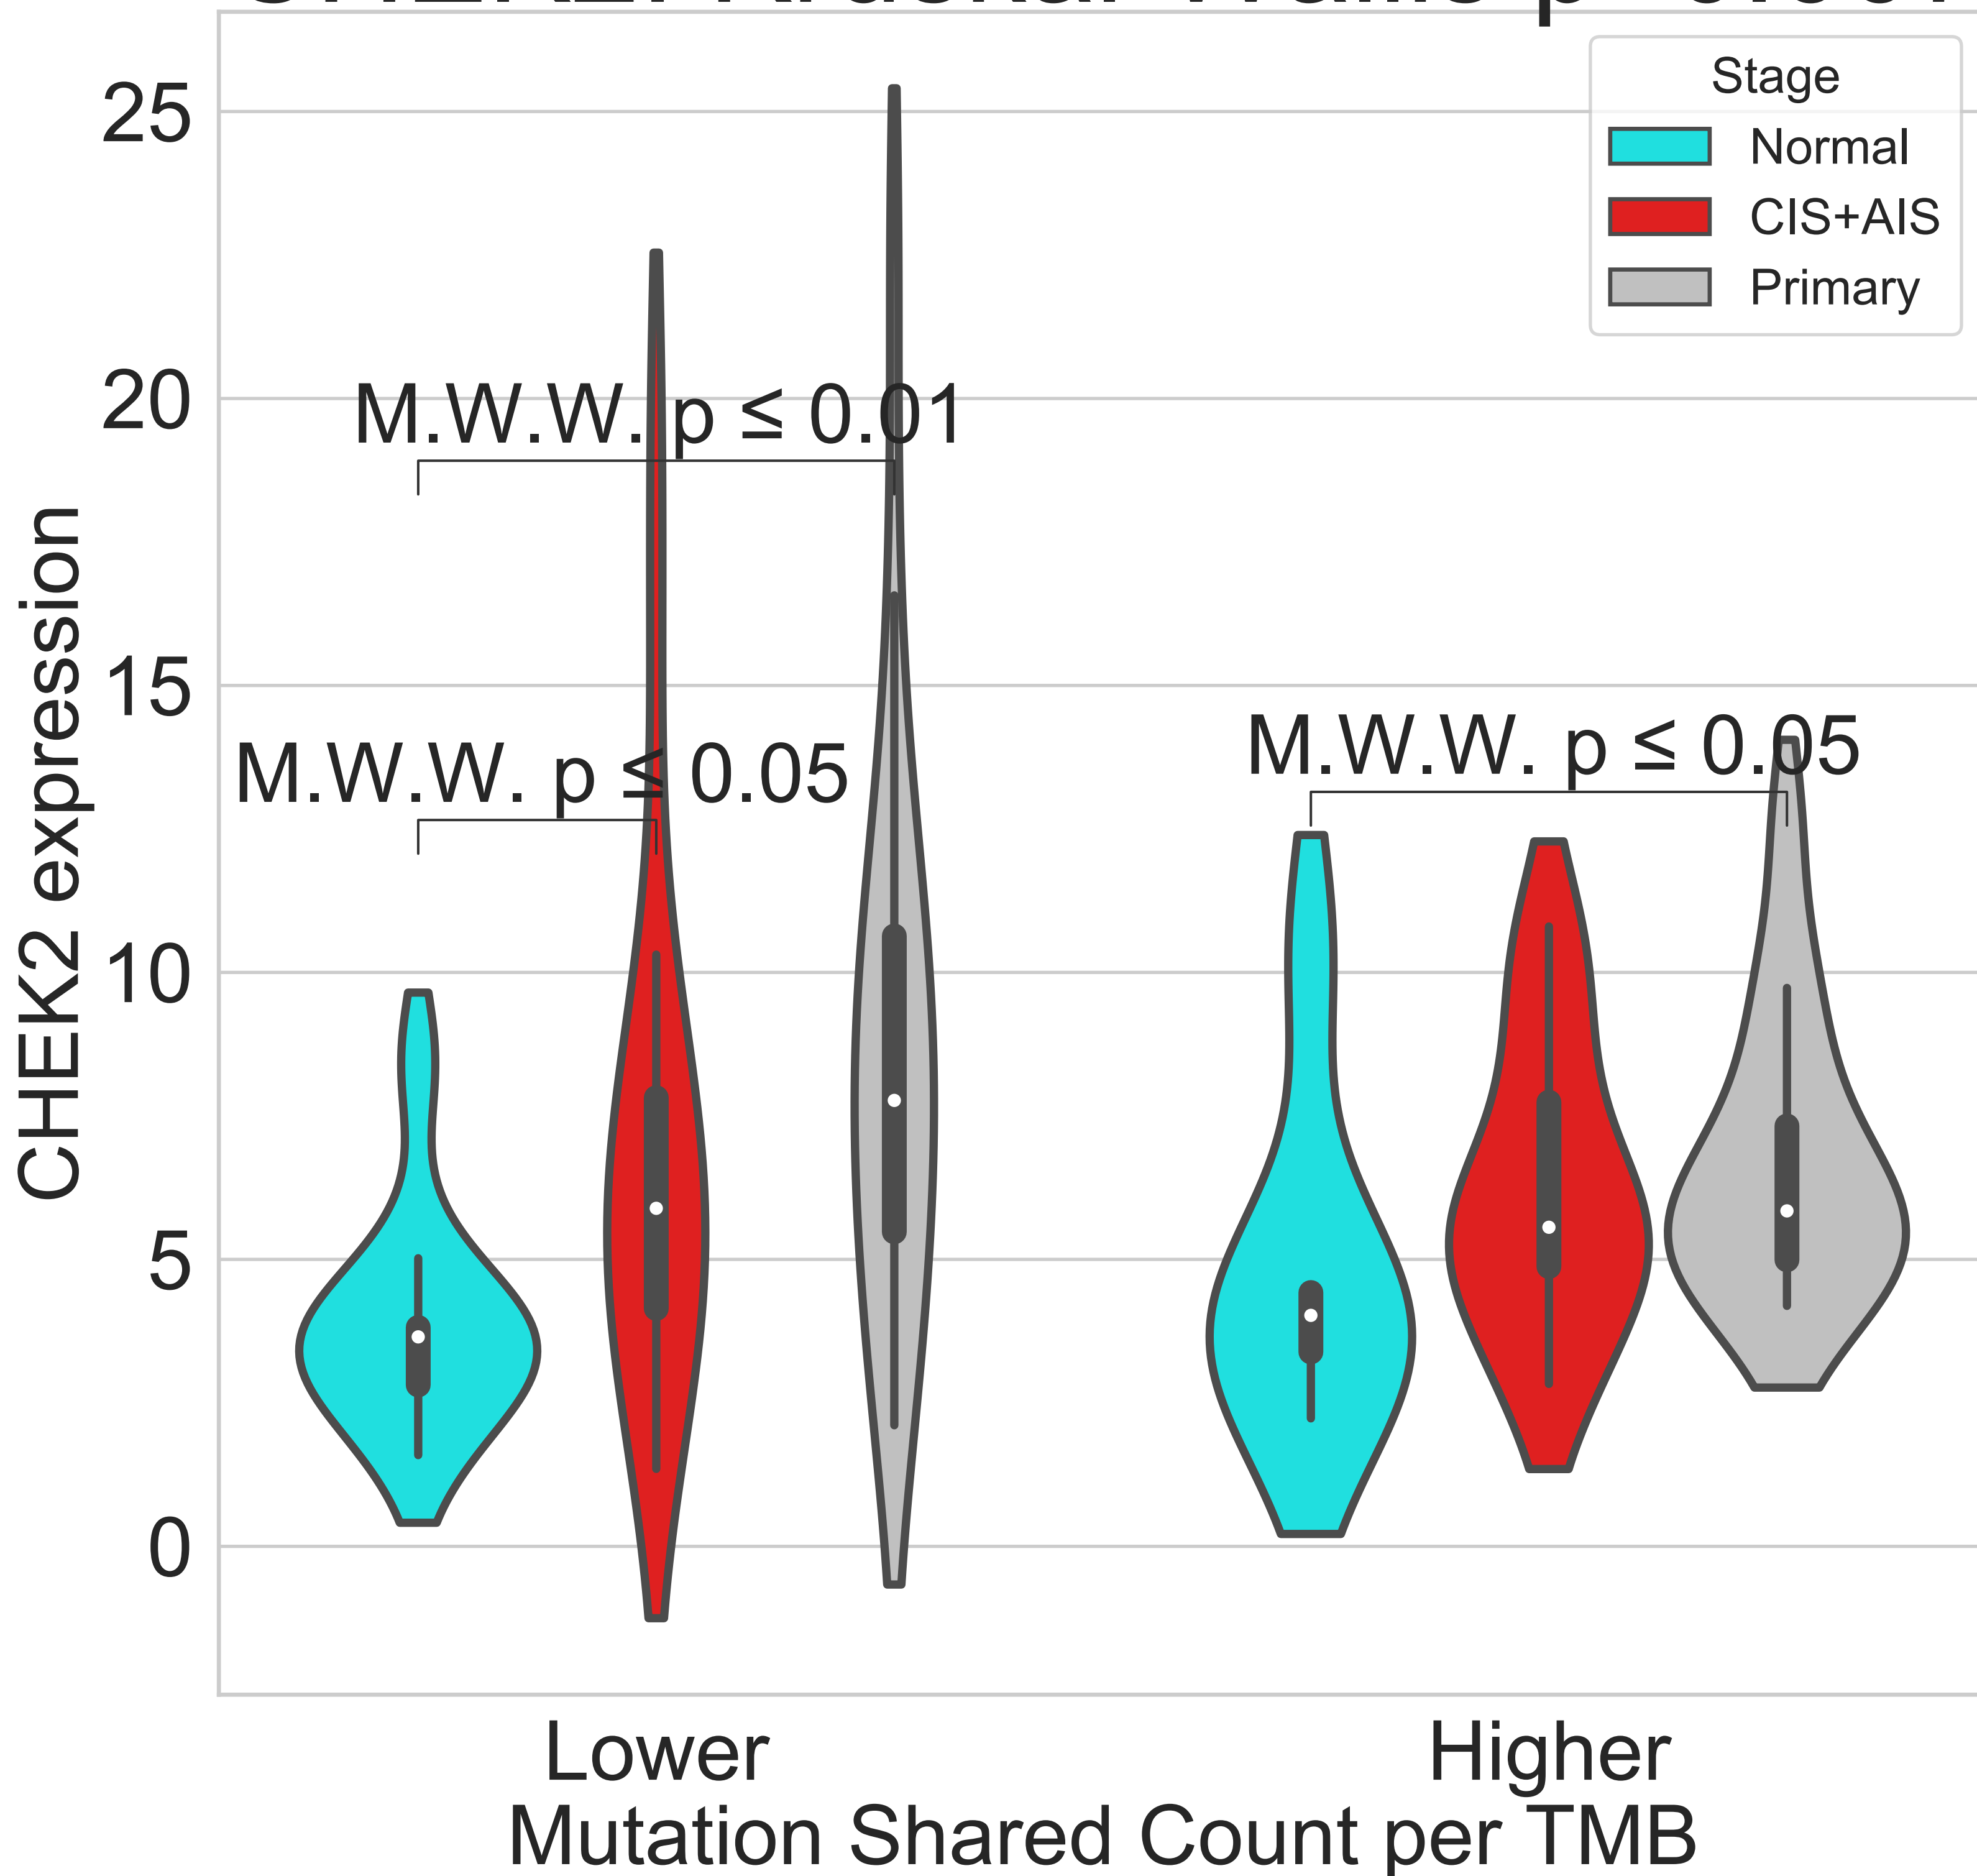 Stage
Normal
CIS+AIS
Primary
25
20
15
10
5
0
CHEK2 expression
M.W.W. p ≤ 0.01
M.W.W. p ≤ 0.05
M.W.W. p ≤ 0.05
Lower
Higher
Mutation Shared Count per TMB